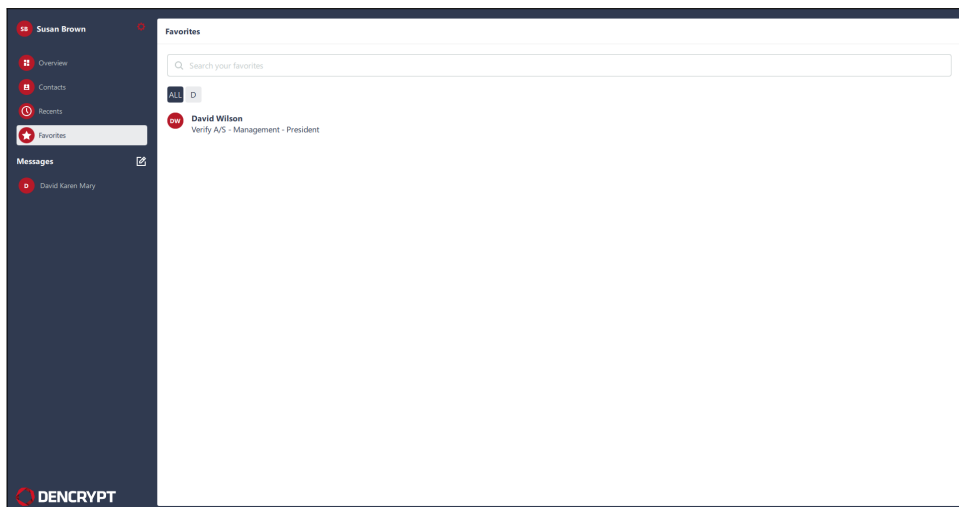 SB Susan Brown
Overview
Contacts
Recents
Favorites
Messages
D David Karen Mary
DENCRYPT
Favorites
Search your favorites
ALL D
DW David Wilson
Verify A/S - Management - President